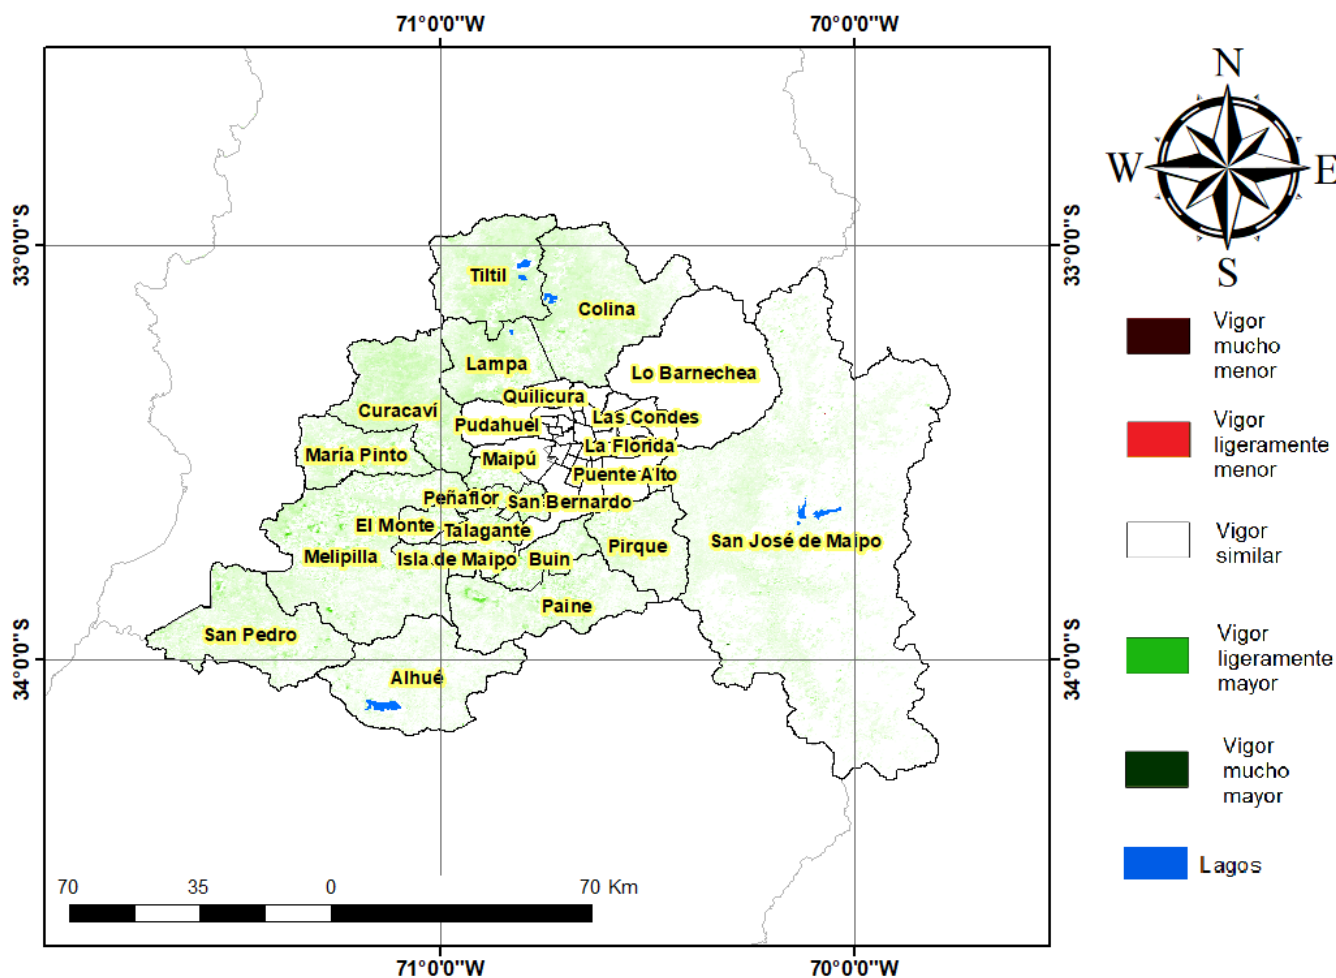 71°0'0"W
70°0'0"W
33°0'0"S
33°0'0"S
34°0'0"S
34°0'0"S
Tiltil
Colina
Lampa
Lo Barnechea
Quilicura
Curacaví
Las Condes
Pudahuel
La Florida
María Pinto
Maipú
Puente Alto
Peñaflor
San Bernardo
El Monte
Talagante
Pirque
San José de Maipo
Melipilla
Isla de Maipo
Buin
Paine
San Pedro
Alhué
70
35
0
70 Km
71°0'0"W
70°0'0"W
N
W
E
S
Vigor
mucho
menor
Vigor
ligeramente
menor
Vigor
similar
Vigor
ligeramente
mayor
Vigor
mucho
mayor
Lagos